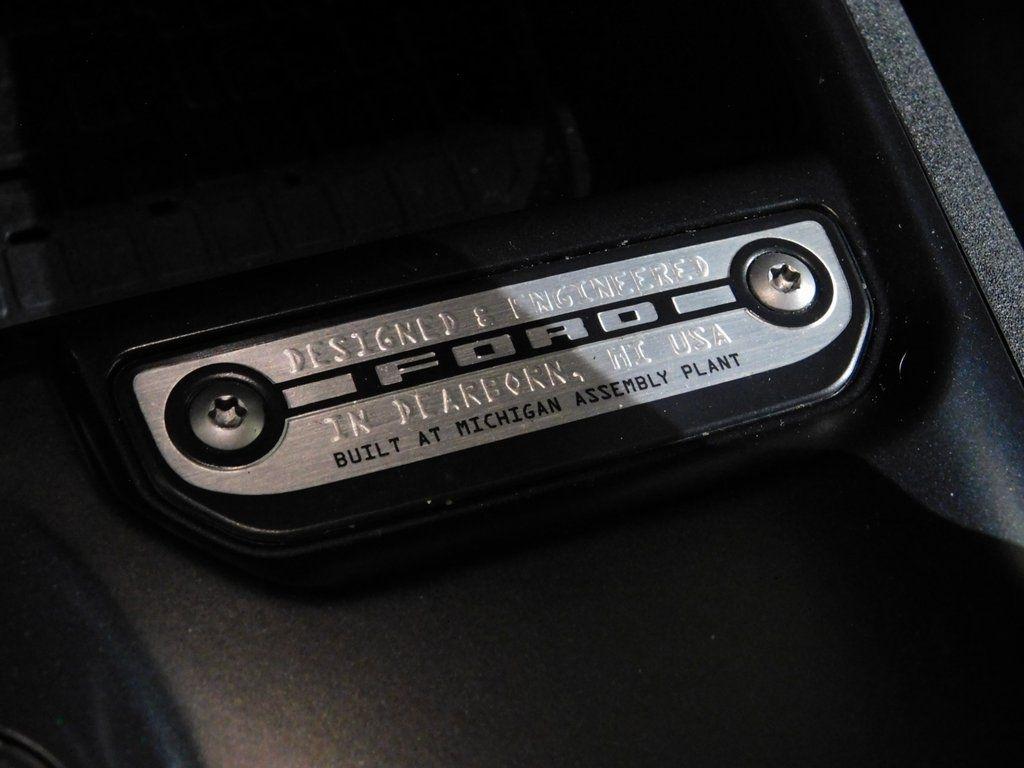 DESIGNED & ENGINEERED
FORD
IN DEARBORN, MI USA
BUILT AT MICHIGAN ASSEMBLY PLANT